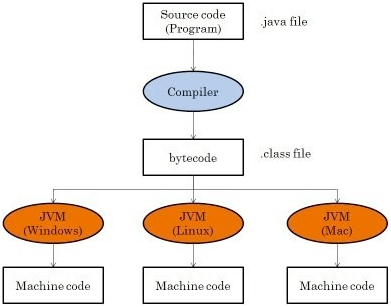 Source code
(Program)
.java file
Compiler
bytecode
.class file
JVM
(Windows)
JVM
(Linux)
JVM
(Mac)
Machine code
Machine code
Machine code